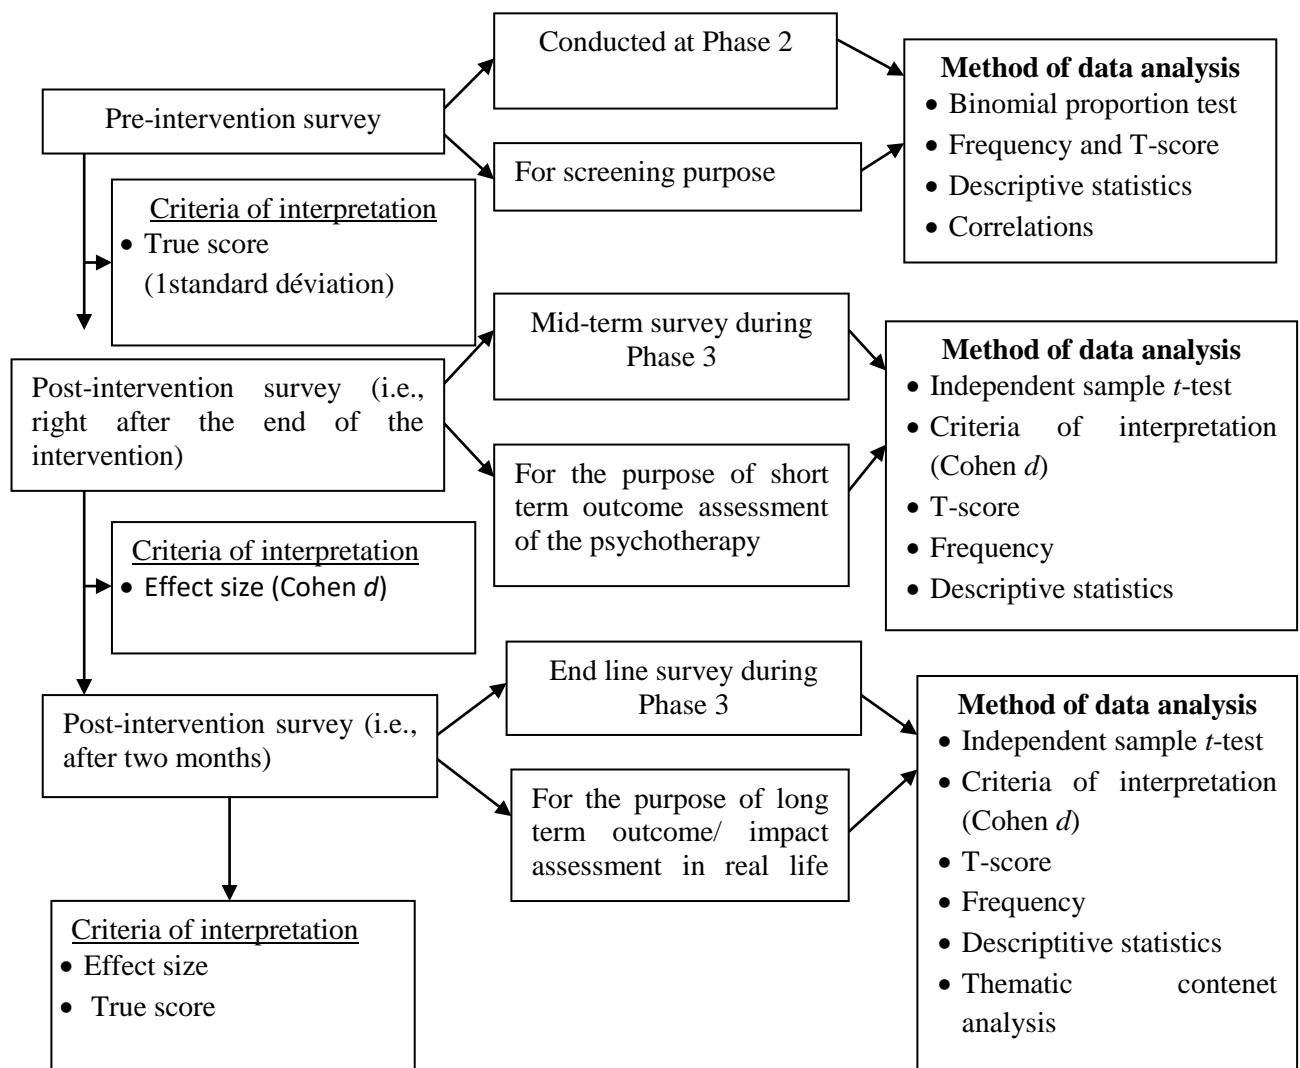 Pre-intervention survey
Conducted at Phase 2
For screening purpose
Method of data analysis
• Binomial proportion test
• Frequency and T-score
• Descriptive statistics
• Correlations
Criteria of interpretation
• True score
(1standard déviation)
Post-intervention survey (i.e.,
right after the end of the
intervention)
Mid-term survey during
Phase 3
For the purpose of short
term outcome assessment
of the psychotherapy
Method of data analysis
• Independent sample t-test
• Criteria of interpretation
(Cohen d)
• T-score
• Frequency
• Descriptive statistics
Criteria of interpretation
• Effect size (Cohen d)
Post-intervention survey (i.e.,
after two months)
End line survey during
Phase 3
For the purpose of long
term outcome/ impact
assessment in real life
Method of data analysis
• Independent sample t-test
• Criteria of interpretation
(Cohen d)
• T-score
• Frequency
• Descriptitive statistics
• Thematic contenet
analysis
Criteria of interpretation
• Effect size
• True score